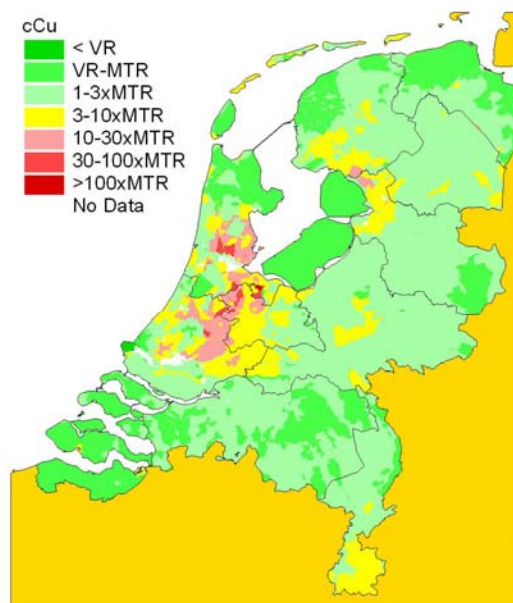 cCu
< VR
VR-MTR
1-3xMTR
3-10xMTR
10-30xMTR
30-100xMTR
>100xMTR
No Data